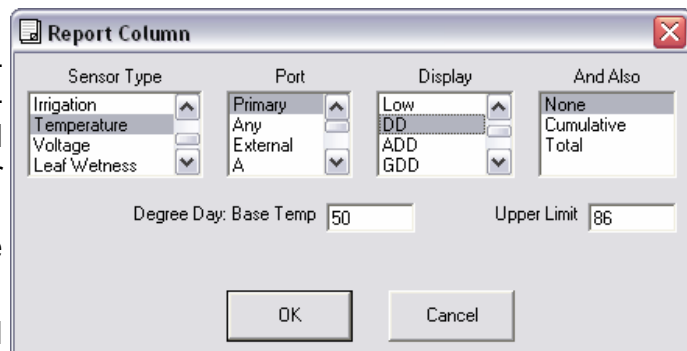 Report Column
Sensor Type Port Display And Also
Irrigation Primary Low None
Temperature Any DD Cumulative
Voltage External ADD Total
Leaf Wetness A GDD
Degree Day: Base Temp 50 Upper Limit 86
OK Cancel